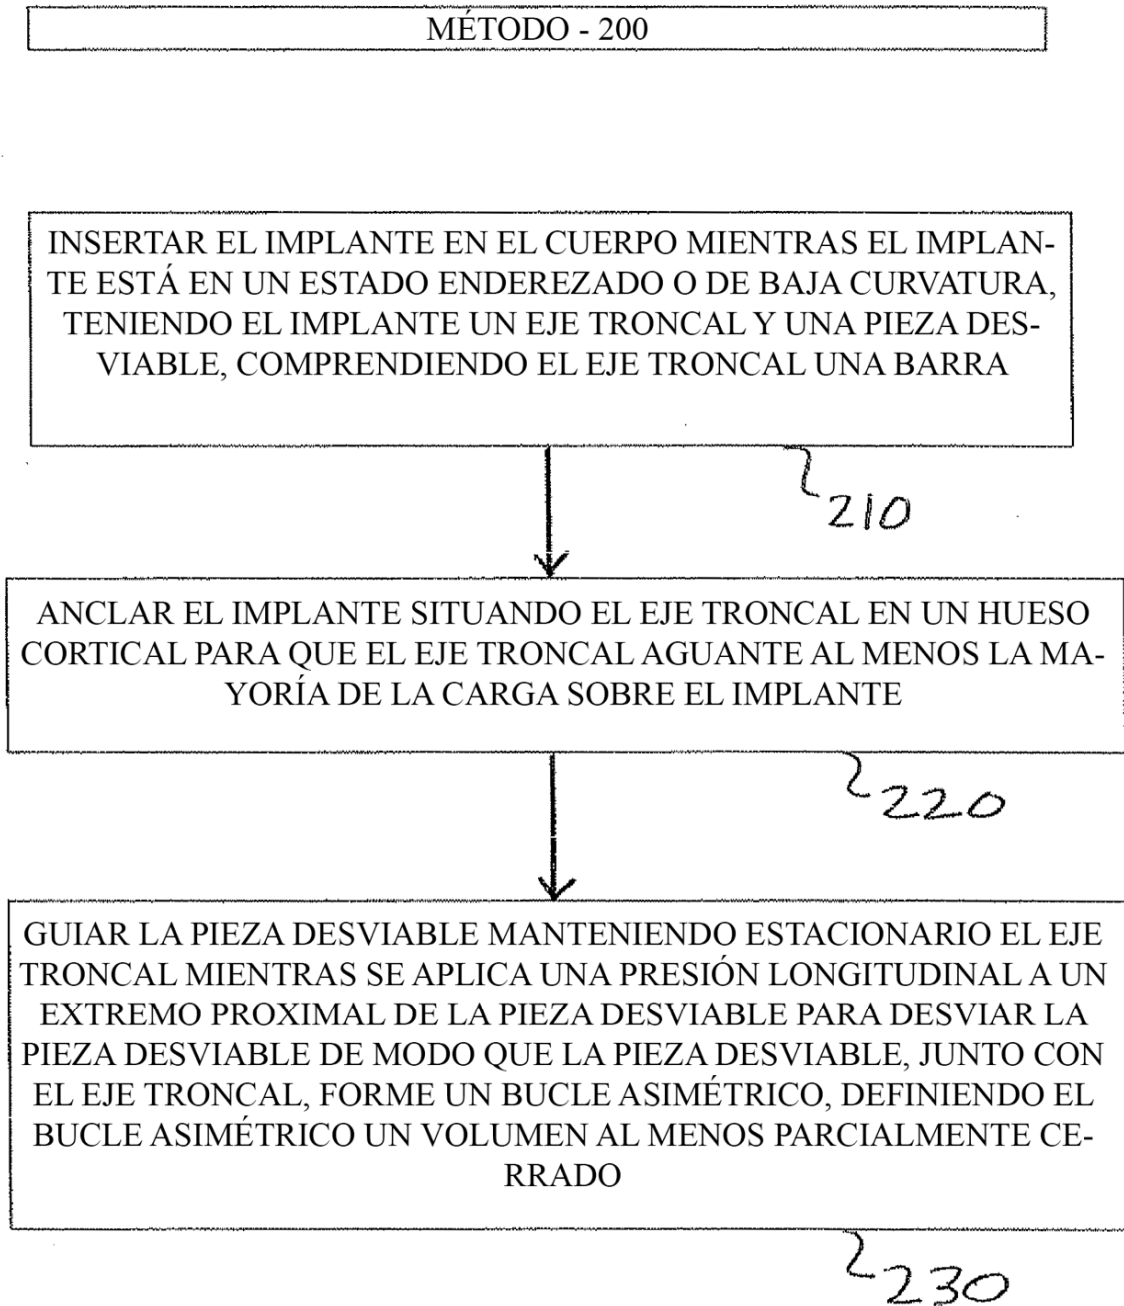 MÉTODO - 200
INSERTAR EL IMPLANTE EN EL CUERPO MIENTRAS EL IMPLAN-
TE ESTÁ EN UN ESTADO ENDEREZADO O DE BAJA CURVATURA,
TENIENDO EL IMPLANTE UN EJE TRONCAL Y UNA PIEZA DES-
VIABLE, COMPRENDIENDO EL EJE TRONCAL UNA BARRA
210
ANCLAR EL IMPLANTE SITUANDO EL EJE TRONCAL EN UN HUESO
CORTICAL PARA QUE EL EJE TRONCAL AGUANTE AL MENOS LA MA-
YORÍA DE LA CARGA SOBRE EL IMPLANTE
220
GUIAR LA PIEZA DESVIABLE MANTENIENDO ESTACIONARIO EL EJE
TRONCAL MIENTRAS SE APLICA UNA PRESIÓN LONGITUDINAL A UN
EXTREMO PROXIMAL DE LA PIEZA DESVIABLE PARA DESVIAR LA
PIEZA DESVIABLE DE MODO QUE LA PIEZA DESVIABLE, JUNTO CON
EL EJE TRONCAL, FORME UN BUCLE ASIMÉTRICO, DEFINIENDO EL
BUCLE ASIMÉTRICO UN VOLUMEN AL MENOS PARCIALMENTE CE-
RRADO
230